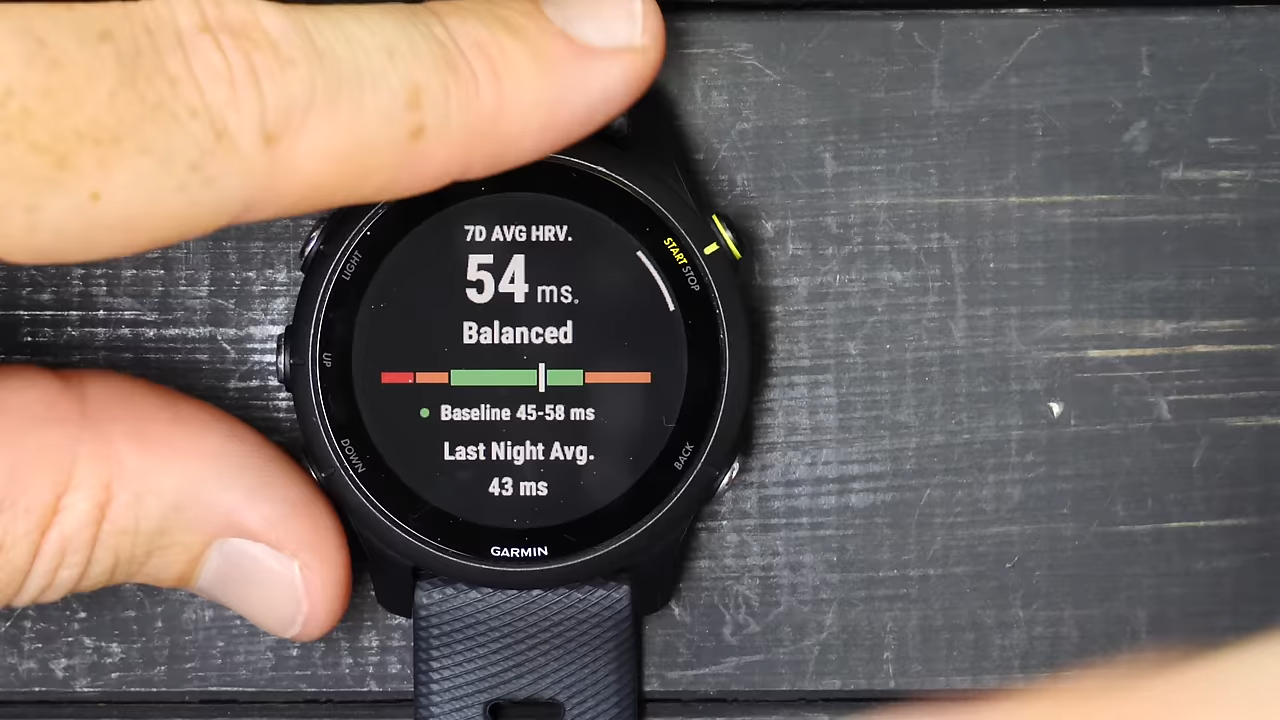 7D AVG HRV.
54 ms.
Balanced
Baseline 45-58 ms
Last Night Avg.
43 ms
LIGHT
UP
DOWN
START STOP
BACK
GARMIN